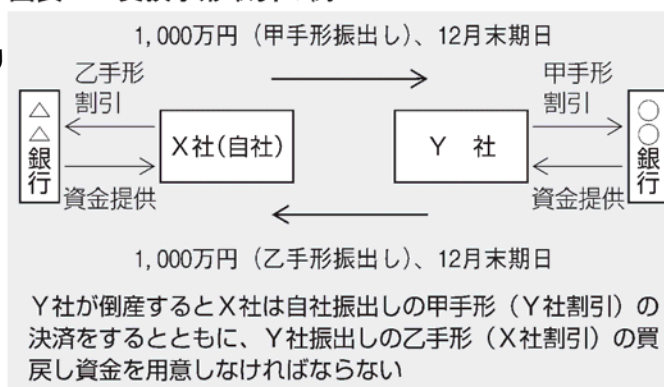 1,000万円（甲手形振出し）、12月末期日
乙手形
割引
甲手形
割引
△△銀行
X社(自社)
Y　社
○○銀行
資金提供
資金提供
1,000万円（乙手形振出し）、12月末期日
Y社が倒産するとX社は自社振出しの甲手形（Y社割引）の
決済をするとともに、Y社振出しの乙手形（X社割引）の買
戻し資金を用意しなければならない